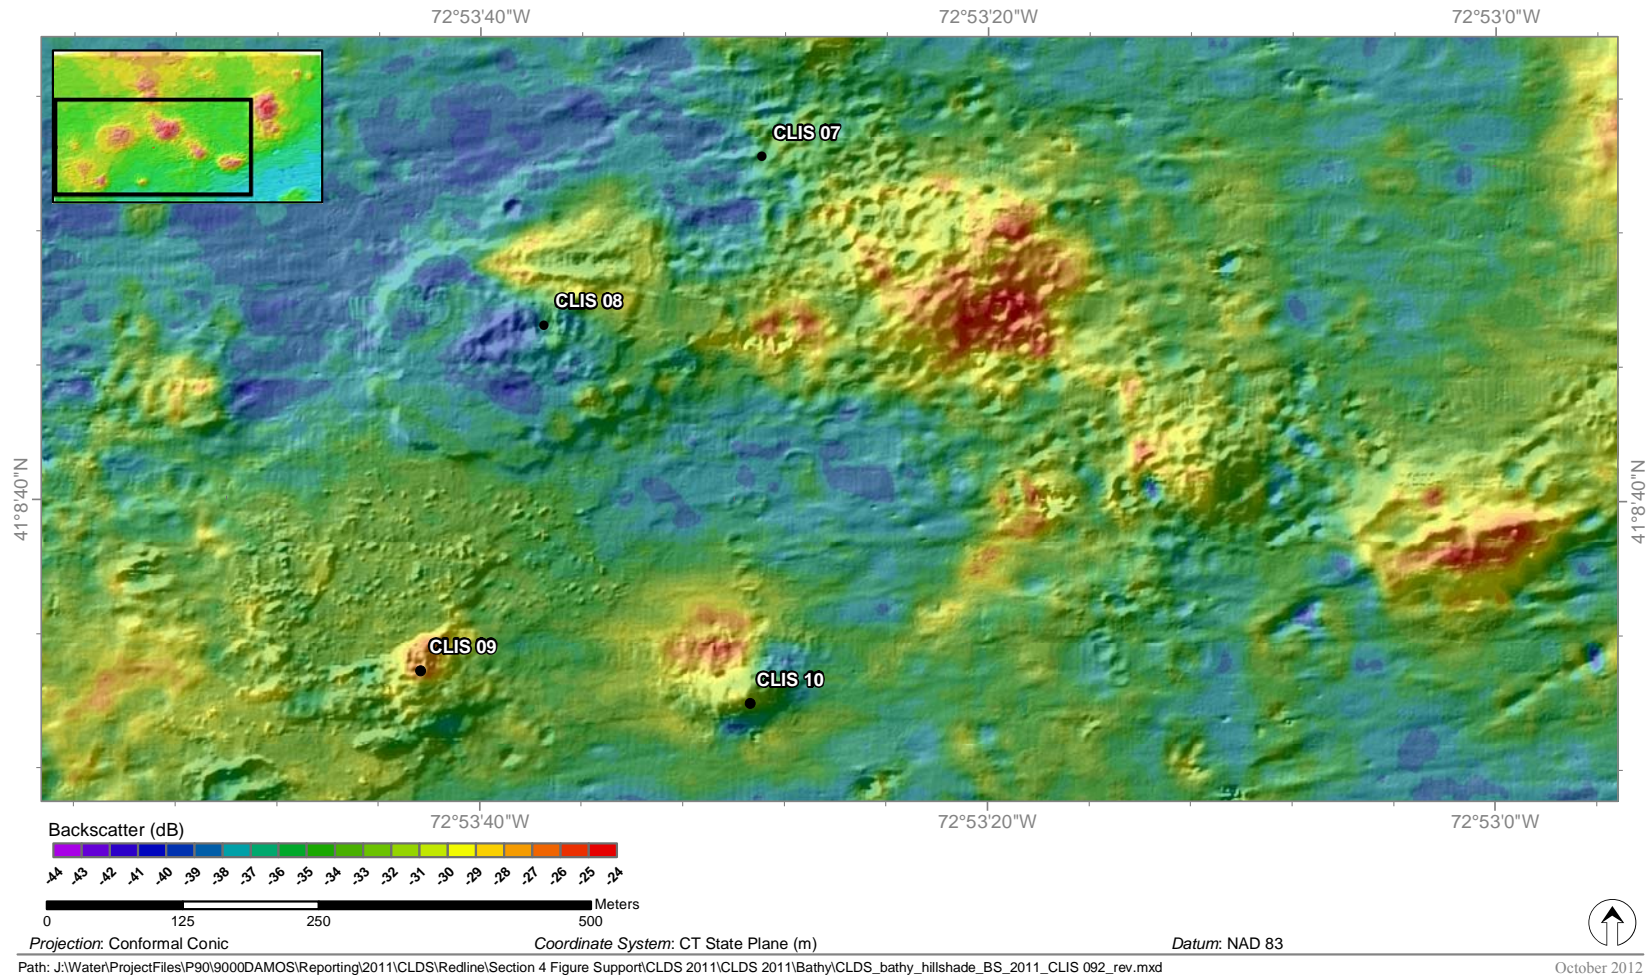 72°53'40"W
72°53'20"W
72°53'0"W
CLIS 07
CLIS 08
41°8'40"N
41°8'40"N
CLIS 09
CLIS 10
72°53'40"W
72°53'20"W
72°53'0"W
Backscatter (dB)
-44 -43 -42 -41 -40 -39 -38 -37 -36 -35 -34 -33 -32 -31 -30 -29 -28 -27 -26 -25 -24
Meters
0 125 250 500
Projection: Conformal Conic
Coordinate System: CT State Plane (m)
Datum: NAD 83
Path: J:\Water\ProjectFiles\P90\9000DAMOS\Reporting\2011\CLDS\Redline\Section 4 Figure Support\CLDS 2011\CLDS 2011\Bathy\CLDS_bathy_hillshade_BS_2011_CLIS 092_rev.mxd
October 2012